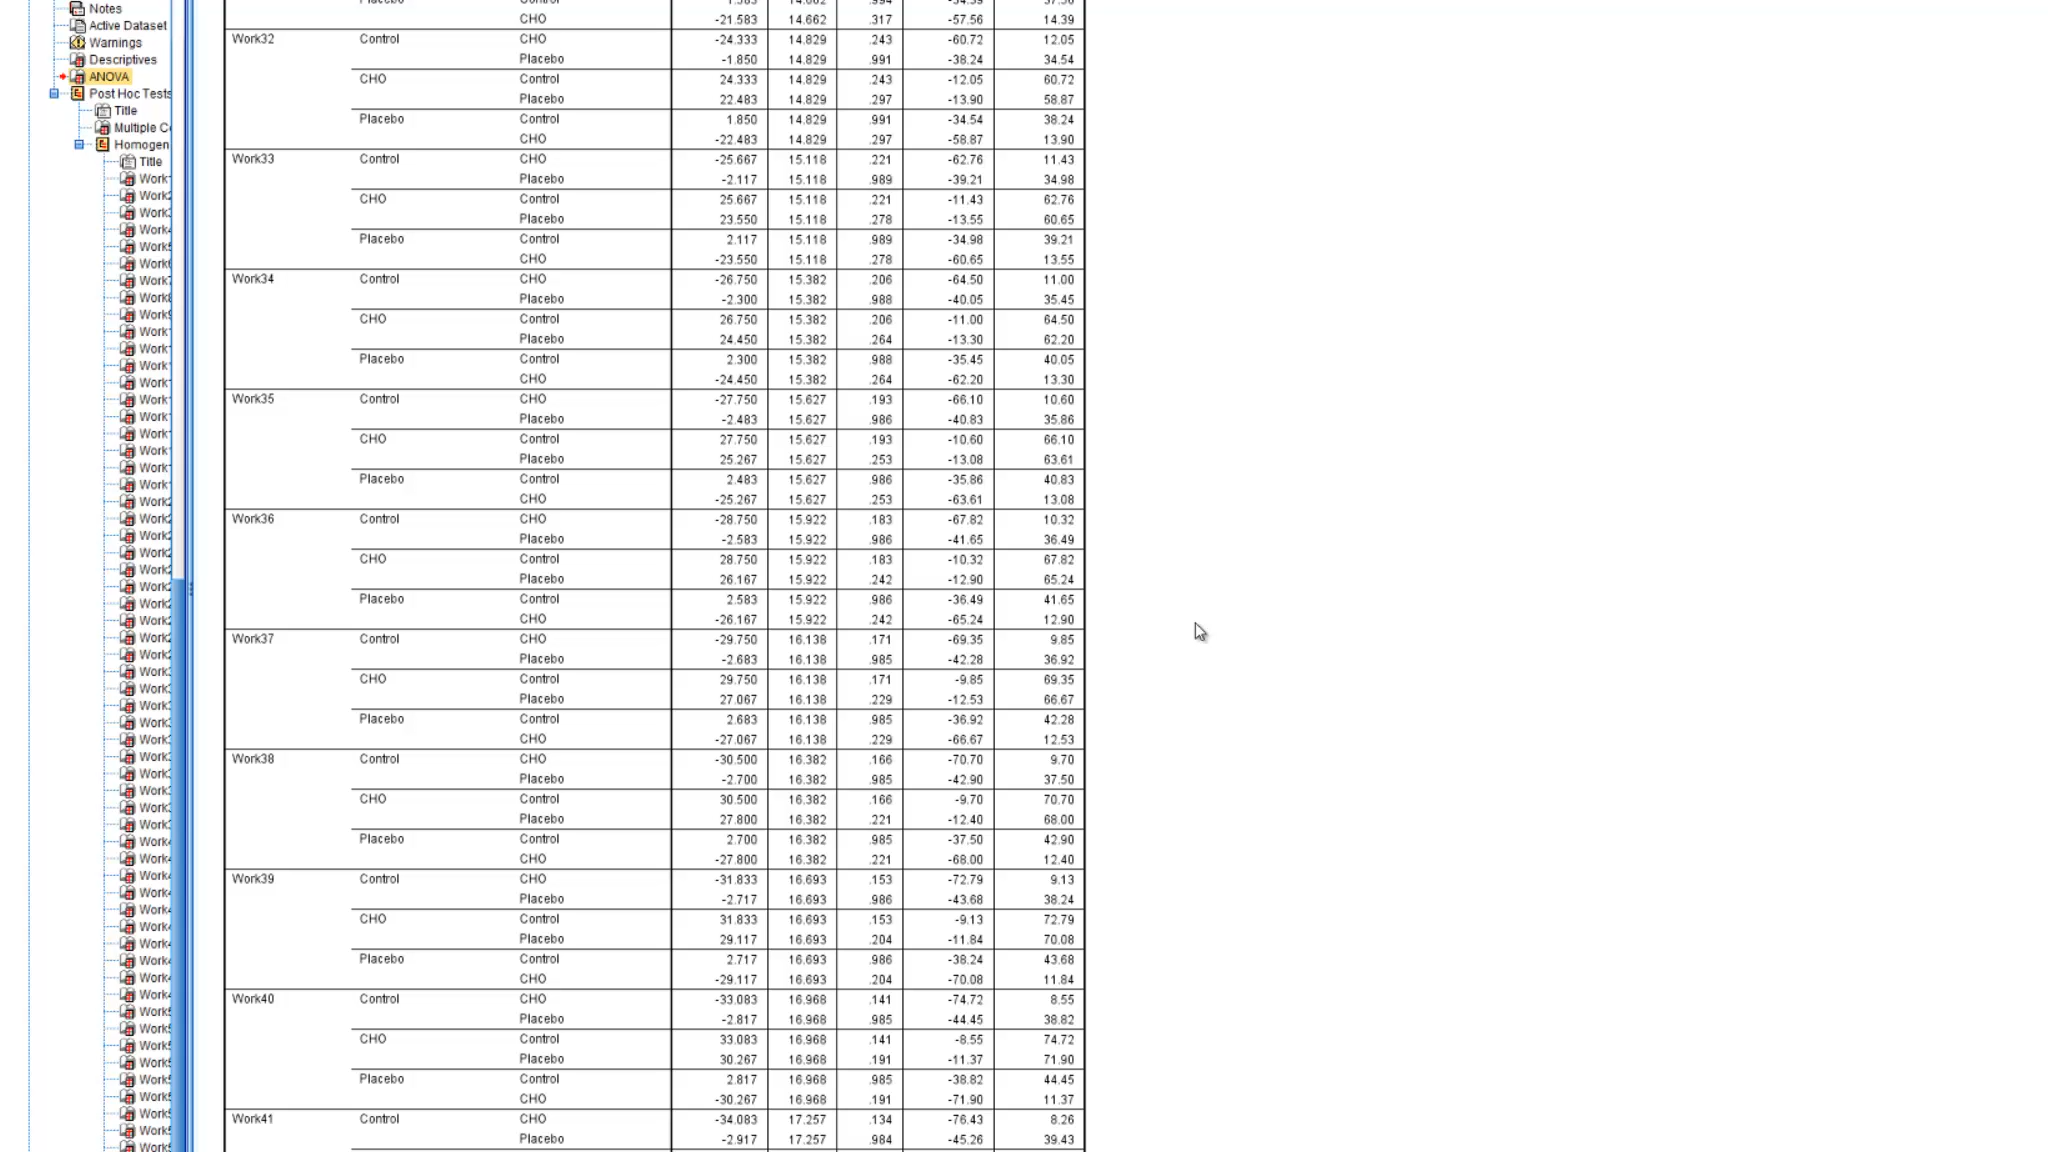 Notes
Active Dataset
Warnings
Descriptives
ANOVA
Post Hoc Tests
Title
Multiple C
Homogen
Title
CHO -21.583 14.662 .317 -57.56 14.39
Work32 Control CHO -24.333 14.829 .243 -60.72 12.05
Placebo -1.850 14.829 .991 -38.24 34.54
CHO Control 24.333 14.829 .243 -12.05 60.72
Placebo 22.483 14.829 .297 -13.90 58.87
Placebo Control 1.850 14.829 .991 -34.54 38.24
CHO -22.483 14.829 .297 -58.87 13.90
Work33 Control CHO -25.667 15.118 .221 -62.76 11.43
Placebo -2.117 15.118 .989 -39.21 34.98
CHO Control 25.667 15.118 .221 -11.43 62.76
Placebo 23.550 15.118 .278 -13.55 60.65
Placebo Control 2.117 15.118 .989 -34.98 39.21
CHO -23.550 15.118 .278 -60.65 13.55
Work34 Control CHO -26.750 15.382 .206 -64.50 11.00
Placebo -2.300 15.382 .988 -40.05 35.45
CHO Control 26.750 15.382 .206 -11.00 64.50
Placebo 24.450 15.382 .264 -13.30 62.20
Placebo Control 2.300 15.382 .988 -35.45 40.05
CHO -24.450 15.382 .264 -62.20 13.30
Work35 Control CHO -27.750 15.627 .193 -66.10 10.60
Placebo -2.483 15.627 .986 -40.83 35.86
CHO Control 27.750 15.627 .193 -10.60 66.10
Placebo 25.267 15.627 .253 -13.08 63.61
Placebo Control 2.483 15.627 .986 -35.86 40.83
CHO -25.267 15.627 .253 -63.61 13.08
Work36 Control CHO -28.750 15.922 .183 -67.82 10.32
Placebo -2.583 15.922 .986 -41.65 36.49
CHO Control 28.750 15.922 .183 -10.32 67.82
Placebo 26.167 15.922 .242 -12.90 65.24
Placebo Control 2.583 15.922 .986 -36.49 41.65
CHO -26.167 15.922 .242 -65.24 12.90
Work37 Control CHO -29.750 16.138 .171 -69.35 9.85
Placebo -2.683 16.138 .985 -42.28 36.92
CHO Control 29.750 16.138 .171 -9.85 69.35
Placebo 27.067 16.138 .229 -12.53 66.67
Placebo Control 2.683 16.138 .985 -36.92 42.28
CHO -27.067 16.138 .229 -66.67 12.53
Work38 Control CHO -30.500 16.382 .166 -70.70 9.70
Placebo -2.700 16.382 .985 -42.90 37.50
CHO Control 30.500 16.382 .166 -9.70 70.70
Placebo 27.800 16.382 .221 -12.40 68.00
Placebo Control 2.700 16.382 .985 -37.50 42.90
CHO -27.800 16.382 .221 -68.00 12.40
Work39 Control CHO -31.833 16.693 .153 -72.79 9.13
Placebo -2.717 16.693 .986 -43.68 38.24
CHO Control 31.833 16.693 .153 -9.13 72.79
Placebo 29.117 16.693 .204 -11.84 70.08
Placebo Control 2.717 16.693 .986 -38.24 43.68
CHO -29.117 16.693 .204 -70.08 11.84
Work40 Control CHO -33.083 16.968 .141 -74.72 8.55
Placebo -2.817 16.968 .985 -44.45 38.82
CHO Control 33.083 16.968 .141 -8.55 74.72
Placebo 30.267 16.968 .191 -11.37 71.90
Placebo Control 2.817 16.968 .985 -38.82 44.45
CHO -30.267 16.968 .191 -71.90 11.37
Work41 Control CHO -34.083 17.257 .134 -76.43 8.26
Placebo -2.917 17.257 .984 -45.26 39.43